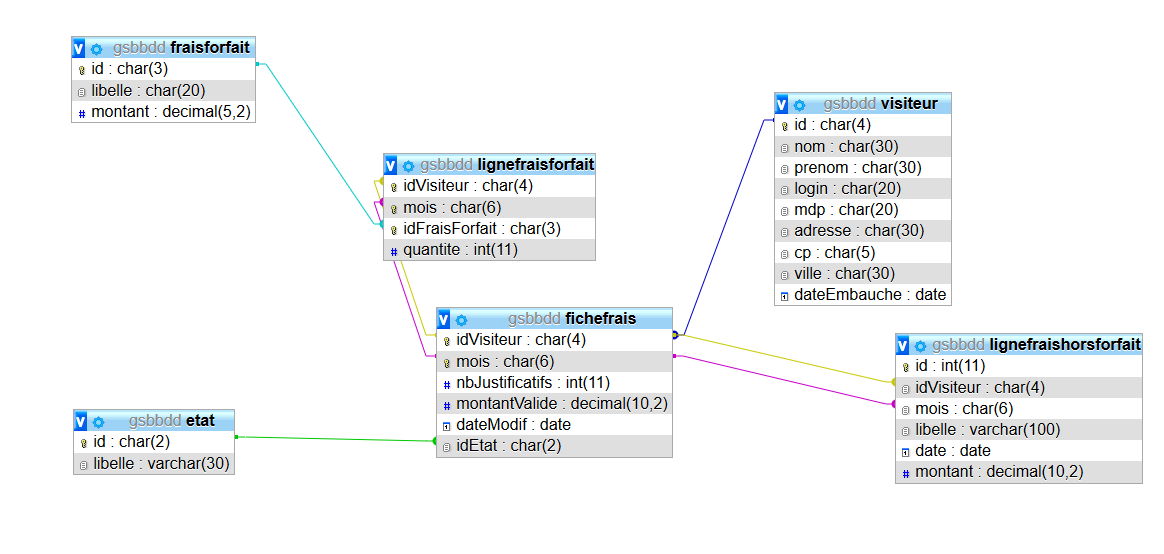 gsbbdd fraisforfait
id : char(3)
libelle : char(20)
montant : decimal(5,2)
gsbbdd lignefraisforfait
idVisiteur : char(4)
mois : char(6)
idFraisForfait : char(3)
quantite : int(11)
gsbbdd visiteur
id : char(4)
nom : char(30)
prenom : char(30)
login : char(20)
mdp : char(20)
adresse : char(30)
cp : char(5)
ville : char(30)
dateEmbauche : date
gsbbdd fichefrais
idVisiteur : char(4)
mois : char(6)
nbJustificatifs : int(11)
montantValide : decimal(10,2)
dateModif : date
idEtat : char(2)
gsbbdd etat
id : char(2)
libelle : varchar(30)
gsbbdd lignefraishorsforfait
id : int(11)
idVisiteur : char(4)
mois : char(6)
libelle : varchar(100)
date : date
montant : decimal(10,2)